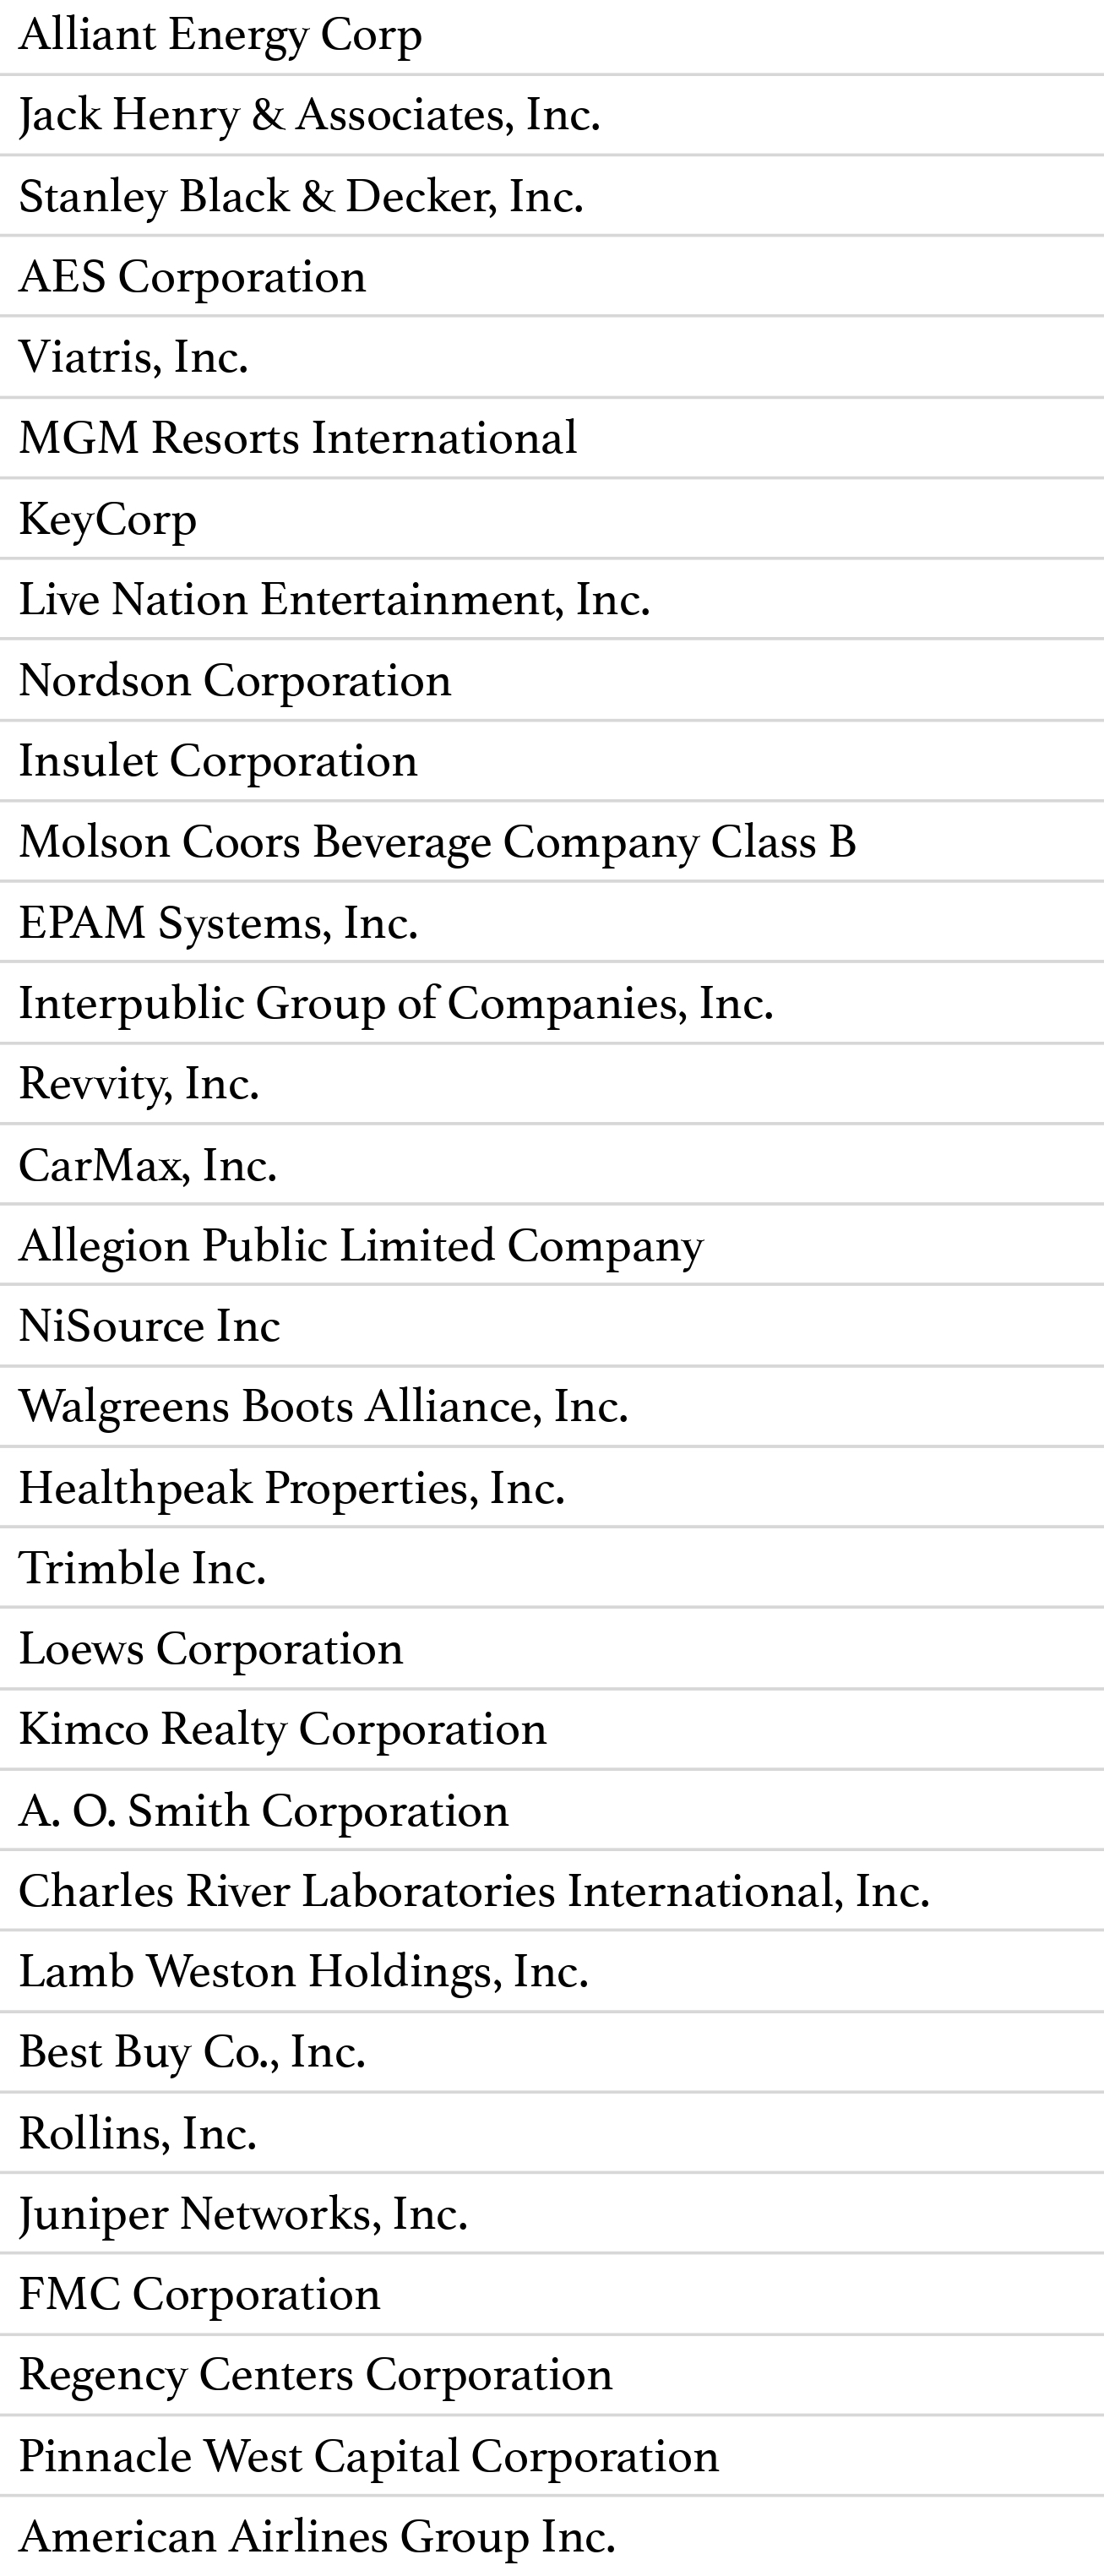 Alliant Energy Corp
Jack Henry & Associates, Inc.
Stanley Black & Decker, Inc.
AES Corporation
Viatris, Inc.
MGM Resorts International
KeyCorp
Live Nation Entertainment, Inc.
Nordson Corporation
Insulet Corporation
Molson Coors Beverage Company Class B
EPAM Systems, Inc.
Interpublic Group of Companies, Inc.
Revvity, Inc.
CarMax, Inc.
Allegion Public Limited Company
NiSource Inc
Walgreens Boots Alliance, Inc.
Healthpeak Properties, Inc.
Trimble Inc.
Loews Corporation
Kimco Realty Corporation
A. O. Smith Corporation
Charles River Laboratories International, Inc.
Lamb Weston Holdings, Inc.
Best Buy Co., Inc.
Rollins, Inc.
Juniper Networks, Inc.
FMC Corporation
Regency Centers Corporation
Pinnacle West Capital Corporation
American Airlines Group Inc.